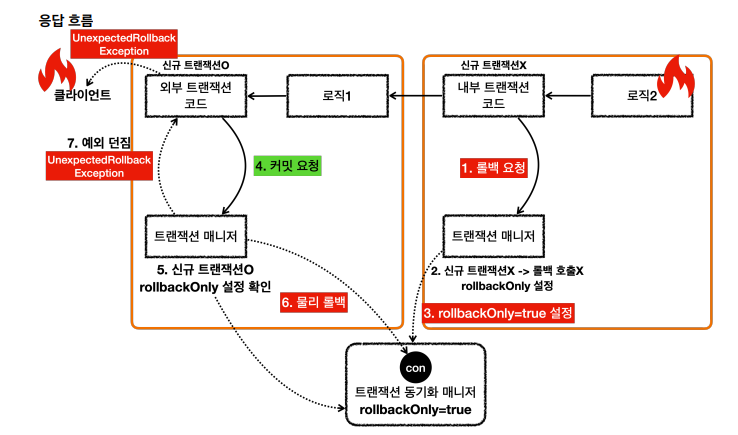 응답 흐름
UnexpectedRollback
Exception
클라이언트
신규 트랜잭션O
외부 트랜잭션
코드
로직1
신규 트랜잭션X
내부 트랜잭션
코드
로직2
7. 예외 던짐
UnexpectedRollback
Exception
4. 커밋 요청
1. 롤백 요청
트랜잭션 매니저
트랜잭션 매니저
5. 신규 트랜잭션O
rollbackOnly 설정 확인
2. 신규 트랜잭션X -> 롤백 호출X
rollbackOnly 설정
6. 물리 롤백
3. rollbackOnly=true 설정
con
트랜잭션 동기화 매니저
rollbackOnly=true